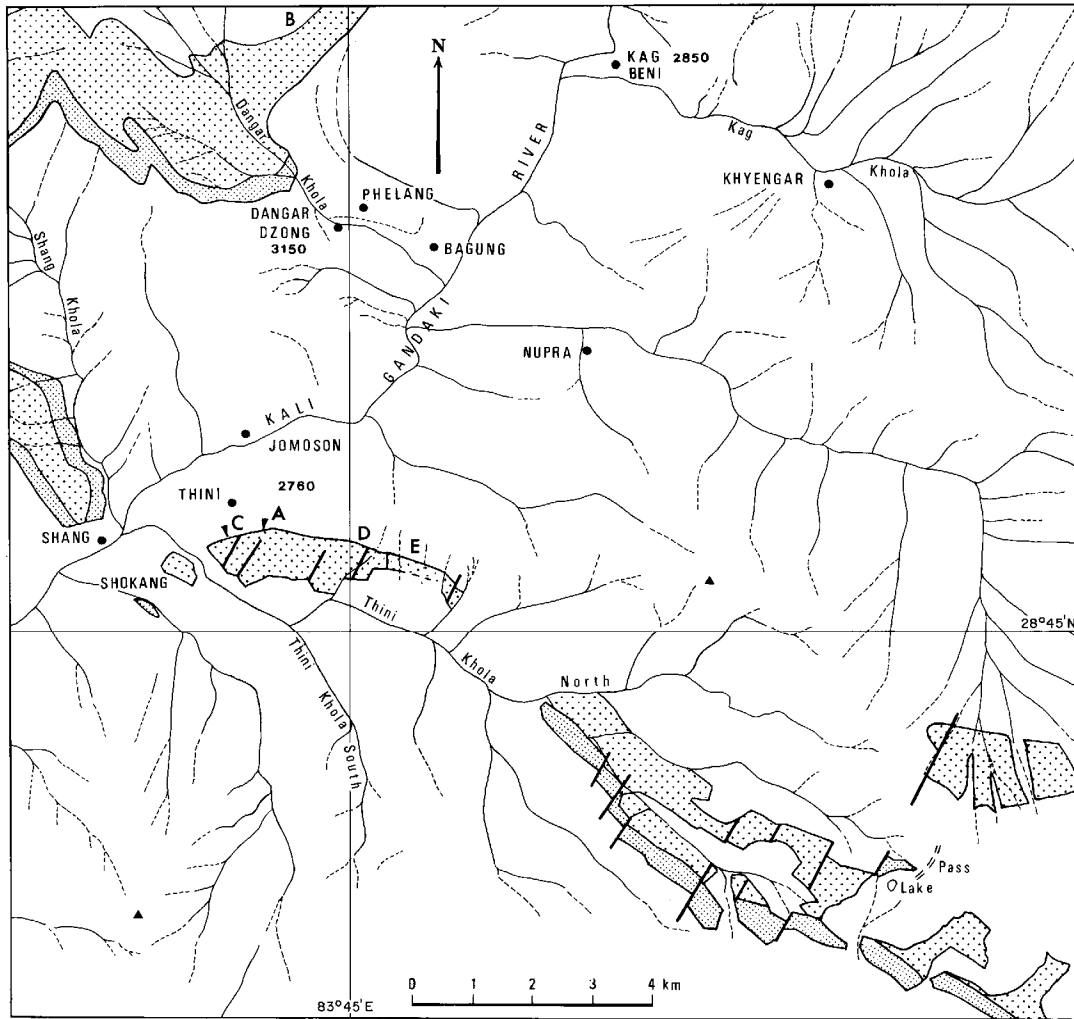 B
N
KAG 2850
BENI
Dangar
Khola
Kag
Khola
RIVER
KHYENGAR
PHELANG
DANGAR
DZONG
3150
BAGUNG
Shang
Khola
GANDAKI
NUPRA
KALI
JOMOSON
THINI
2760
C
A
D
E
SHANG
SHOKANG
Thini
Khola
North
28°45'N
Thini
Khola
South
Pass
Lake
0 1 2 3 4 km
83°45'E